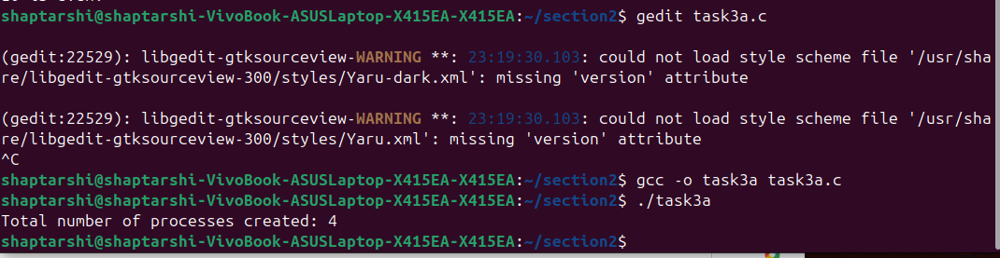 shaptarshi@shaptarshi-VivoBook-ASUSLaptop-X415EA-X415EA:~/section2$ gedit task3a.c
(gedit:22529): libgedit-gtksourceview-WARNING **: 23:19:30.103: could not load style scheme file '/usr/sha
re/libgedit-gtksourceview-300/styles/Yaru-dark.xml': missing 'version' attribute
(gedit:22529): libgedit-gtksourceview-WARNING **: 23:19:30.103: could not load style scheme file '/usr/sha
re/libgedit-gtksourceview-300/styles/Yaru.xml': missing 'version' attribute
^C
shaptarshi@shaptarshi-VivoBook-ASUSLaptop-X415EA-X415EA:~/section2$ gcc -o task3a task3a.c
shaptarshi@shaptarshi-VivoBook-ASUSLaptop-X415EA-X415EA:~/section2$ ./task3a
Total number of processes created: 4
shaptarshi@shaptarshi-VivoBook-ASUSLaptop-X415EA-X415EA:~/section2$